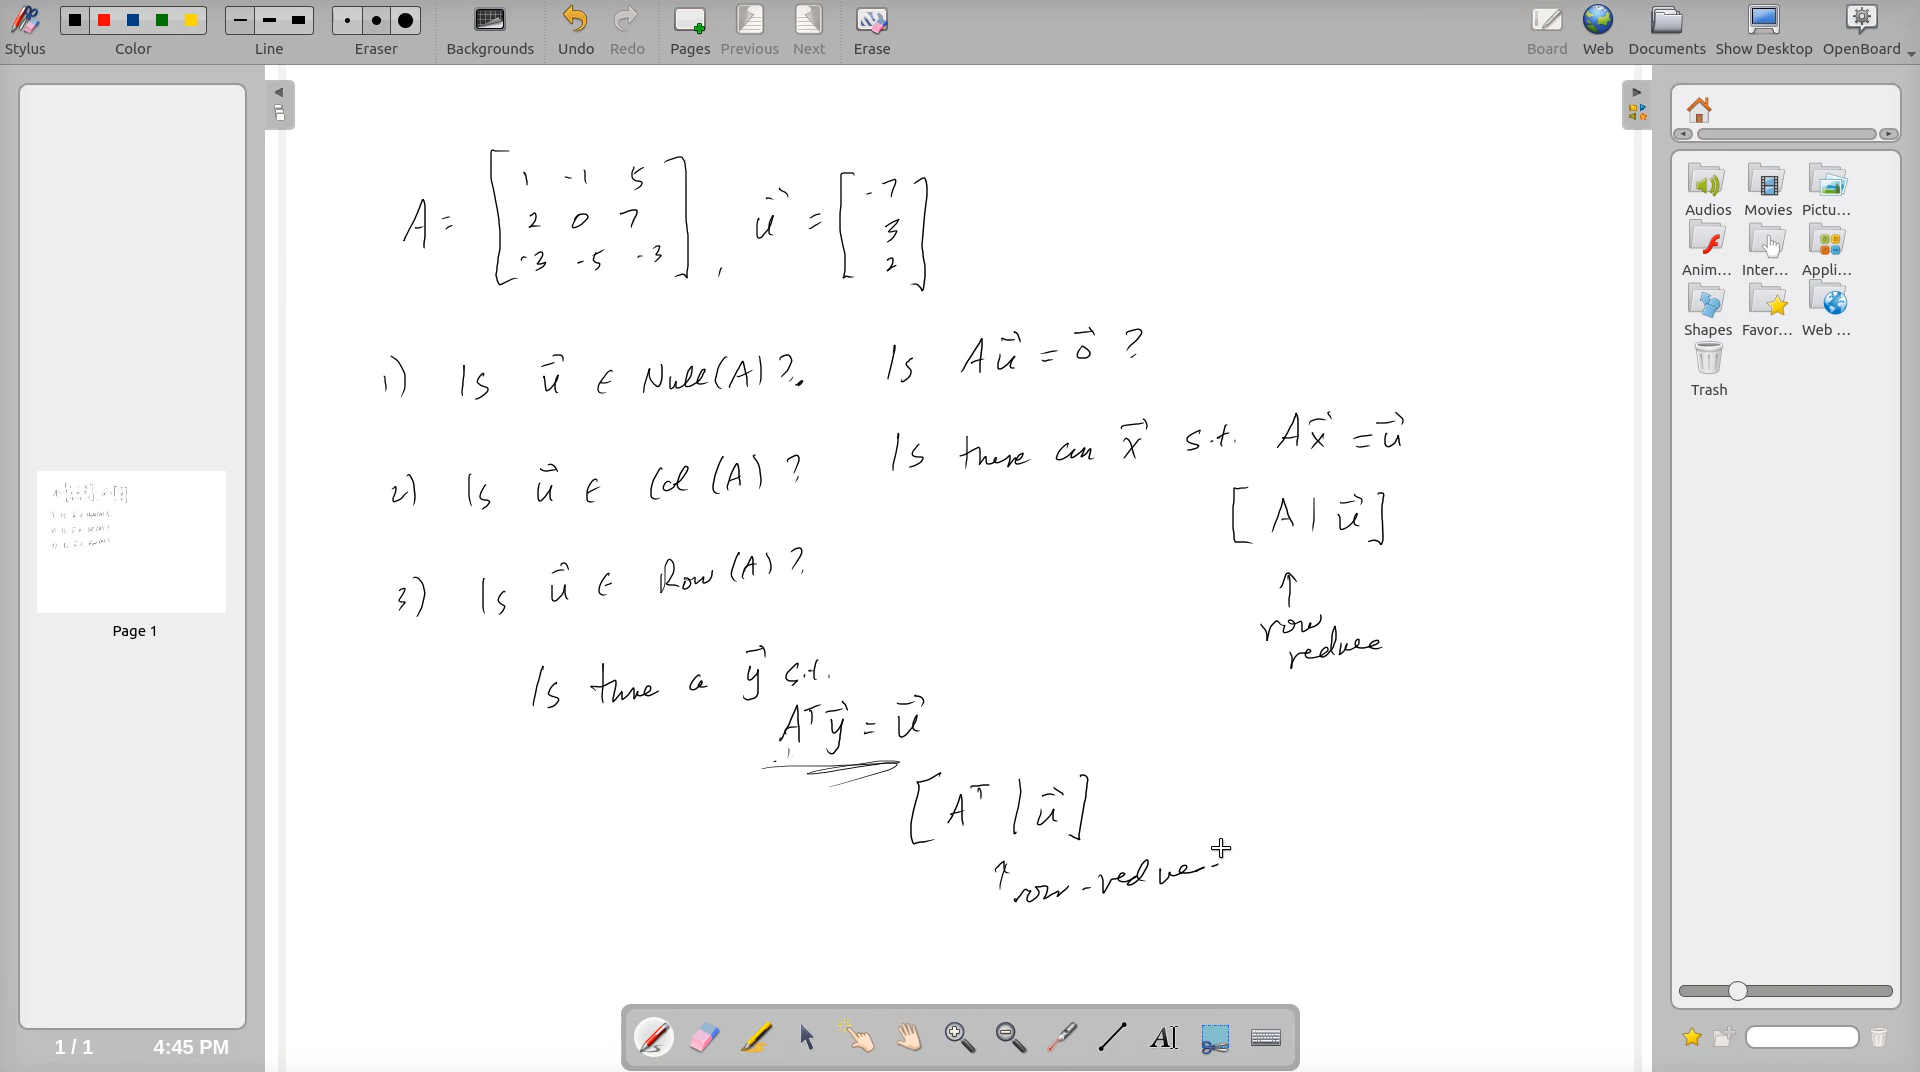 Stylus Color Line Eraser Backgrounds Undo Redo Pages Previous Next Erase Board Web Documents Show Desktop OpenBoard
A = [ 1 -1 5
2 0 7
-3 -5 -3 ] , u⃗ = [ -7
3
2 ]
1) Is u⃗ ∈ Null(A)? Is Au⃗ = 0⃗ ?
2) Is u⃗ ∈ Col(A)? Is there an x⃗ s.t. Ax⃗ = u⃗
[ A | u⃗ ]
↑
row
reduce
3) Is u⃗ ∈ Row(A)?
Is there a y⃗ s.t.
Aᵀy⃗ = u⃗
[ Aᵀ | u⃗ ]
↑ row-reduce
Page 1
1 / 1 4:45 PM
Audios Movies Pictu...
Anim... Inter... Appli...
Shapes Favor... Web ...
Trash